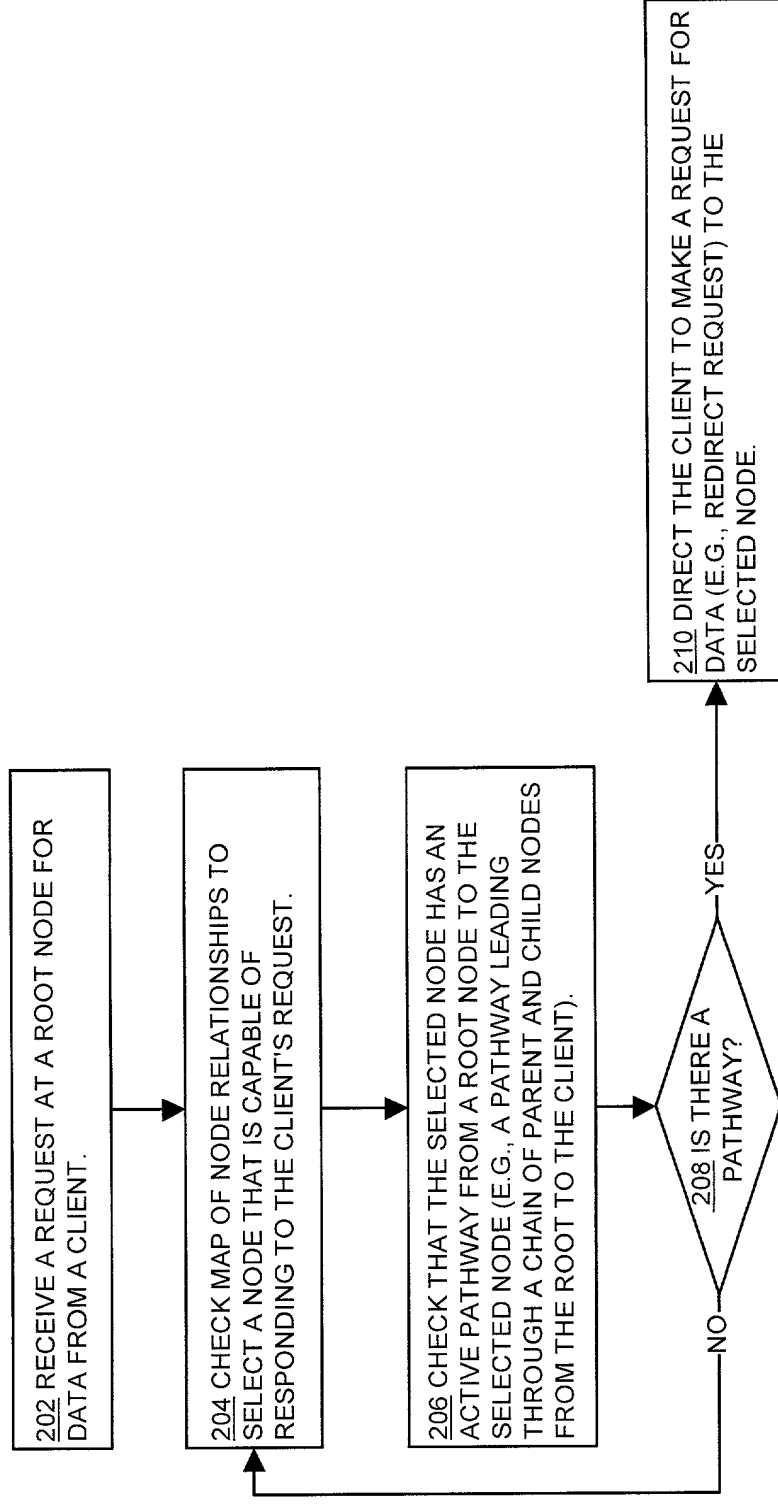 202 RECEIVE A REQUEST AT A ROOT NODE FOR
DATA FROM A CLIENT.
204 CHECK MAP OF NODE RELATIONSHIPS TO
SELECT A NODE THAT IS CAPABLE OF
RESPONDING TO THE CLIENT'S REQUEST.
206 CHECK THAT THE SELECTED NODE HAS AN
ACTIVE PATHWAY FROM A ROOT NODE TO THE
SELECTED NODE (E.G., A PATHWAY LEADING
THROUGH A CHAIN OF PARENT AND CHILD NODES
FROM THE ROOT TO THE CLIENT).
208 IS THERE A
PATHWAY?
NO
YES
210 DIRECT THE CLIENT TO MAKE A REQUEST FOR
DATA (E.G., REDIRECT REQUEST) TO THE
SELECTED NODE.